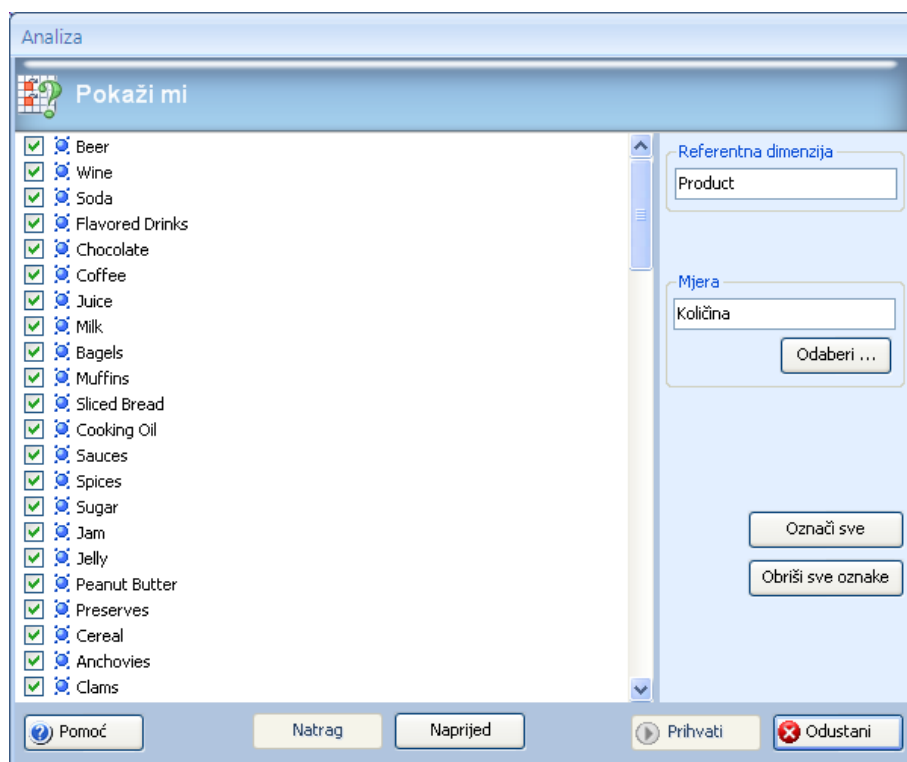 Analiza
Pokaži mi
Beer
Wine
Soda
Flavored Drinks
Chocolate
Coffee
Juice
Milk
Bagels
Muffins
Sliced Bread
Cooking Oil
Sauces
Spices
Sugar
Jam
Jelly
Peanut Butter
Preserves
Cereal
Anchovies
Clams
Referentna dimenzija
Product
Mjera
Količina
Odaberi ...
Označi sve
Obriši sve oznake
Pomoć
Natrag
Naprijed
Prihvati
Odustani